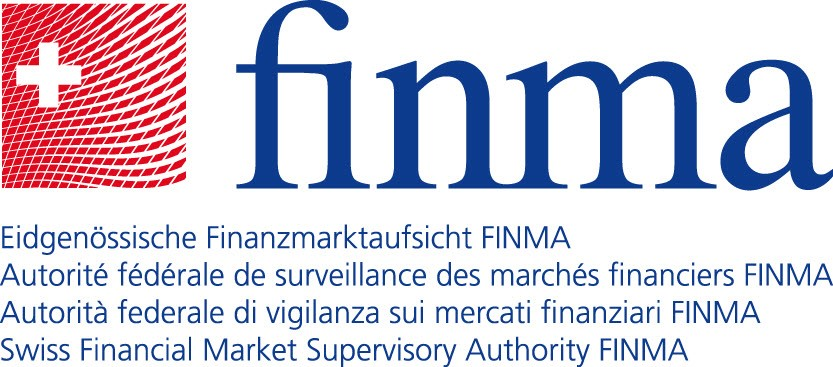 finma
Eidgenössische Finanzmarktaufsicht FINMA
Autorité fédérale de surveillance des marchés financiers FINMA
Autorità federale di vigilanza sui mercati finanziari FINMA
Swiss Financial Market Supervisory Authority FINMA